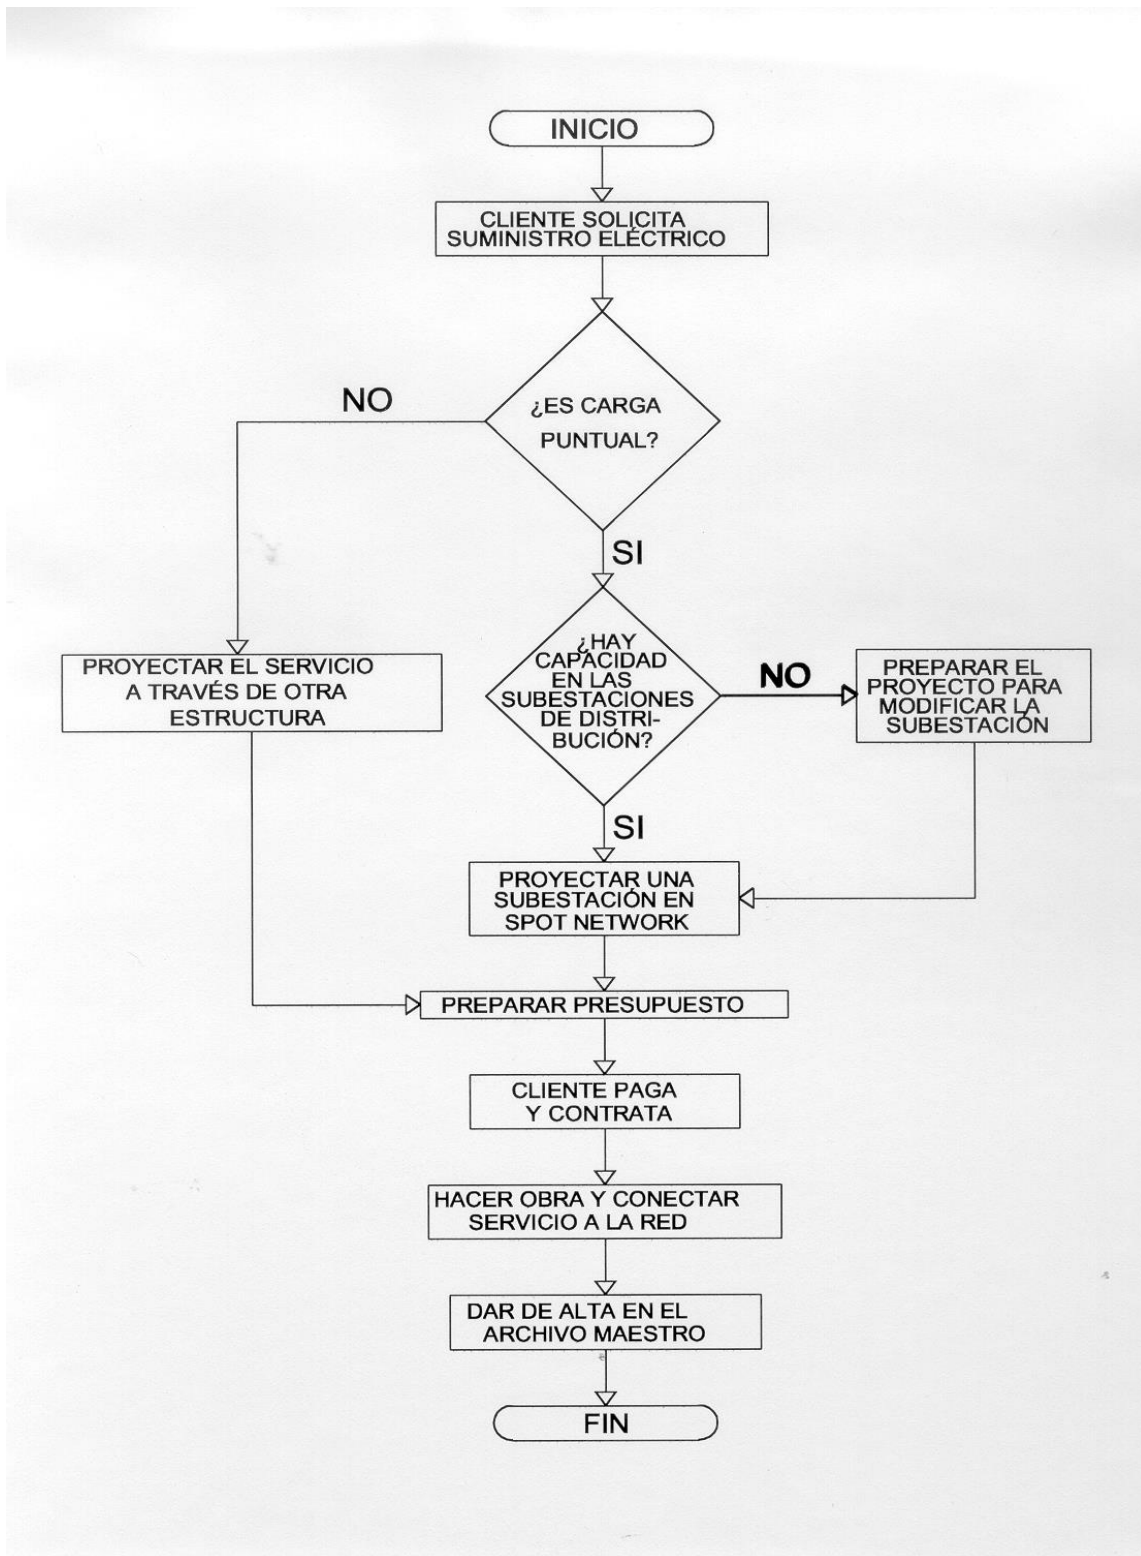 INICIO
CLIENTE SOLICITA
SUMINISTRO ELÉCTRICO
¿ES CARGA
PUNTUAL?
NO
SI
PROYECTAR EL SERVICIO
A TRAVÉS DE OTRA
ESTRUCTURA
¿HAY
CAPACIDAD
EN LAS
SUBESTACIONES
DE DISTRI-
BUCIÓN?
NO
PREPARAR EL
PROYECTO PARA
MODIFICAR LA
SUBESTACIÓN
SI
PROYECTAR UNA
SUBESTACIÓN EN
SPOT NETWORK
PREPARAR PRESUPUESTO
CLIENTE PAGA
Y CONTRATA
HACER OBRA Y CONECTAR
SERVICIO A LA RED
DAR DE ALTA EN EL
ARCHIVO MAESTRO
FIN